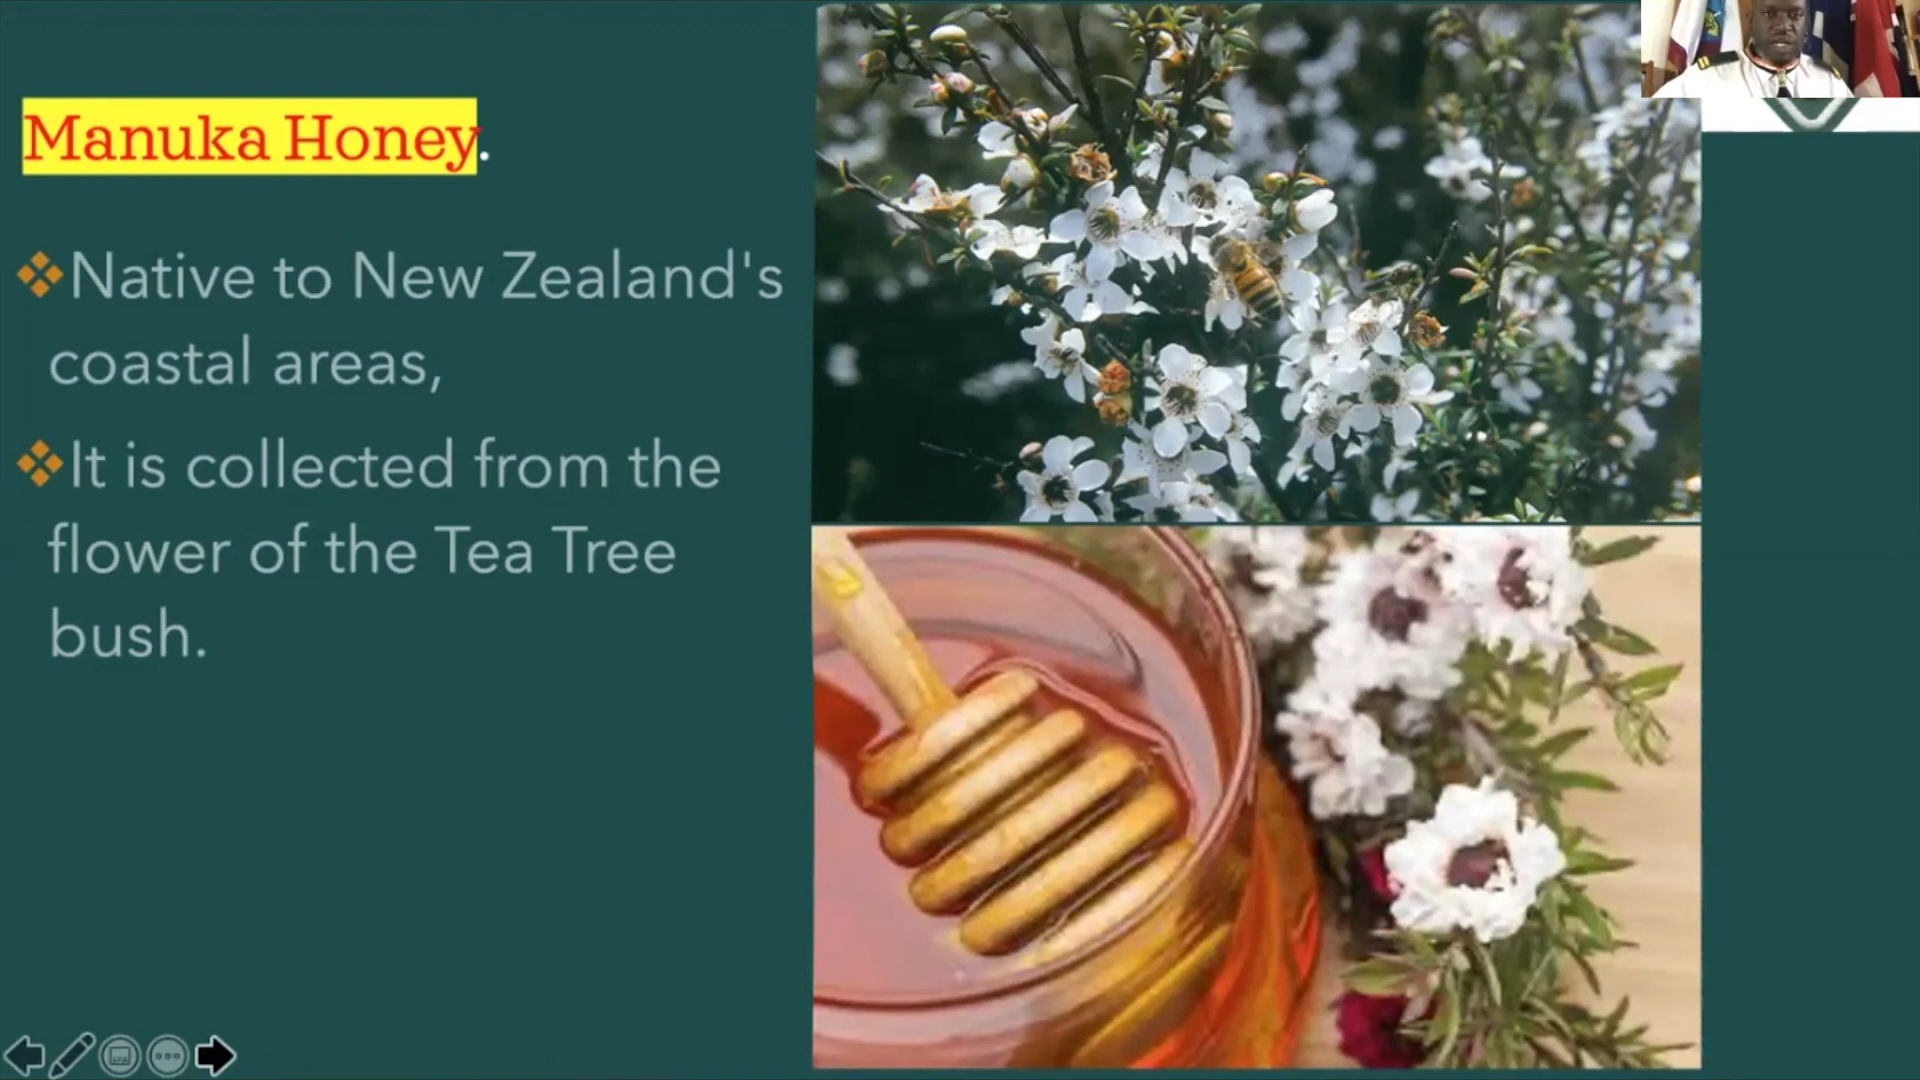 Manuka Honey.
Native to New Zealand's
coastal areas,
It is collected from the
flower of the Tea Tree
bush.